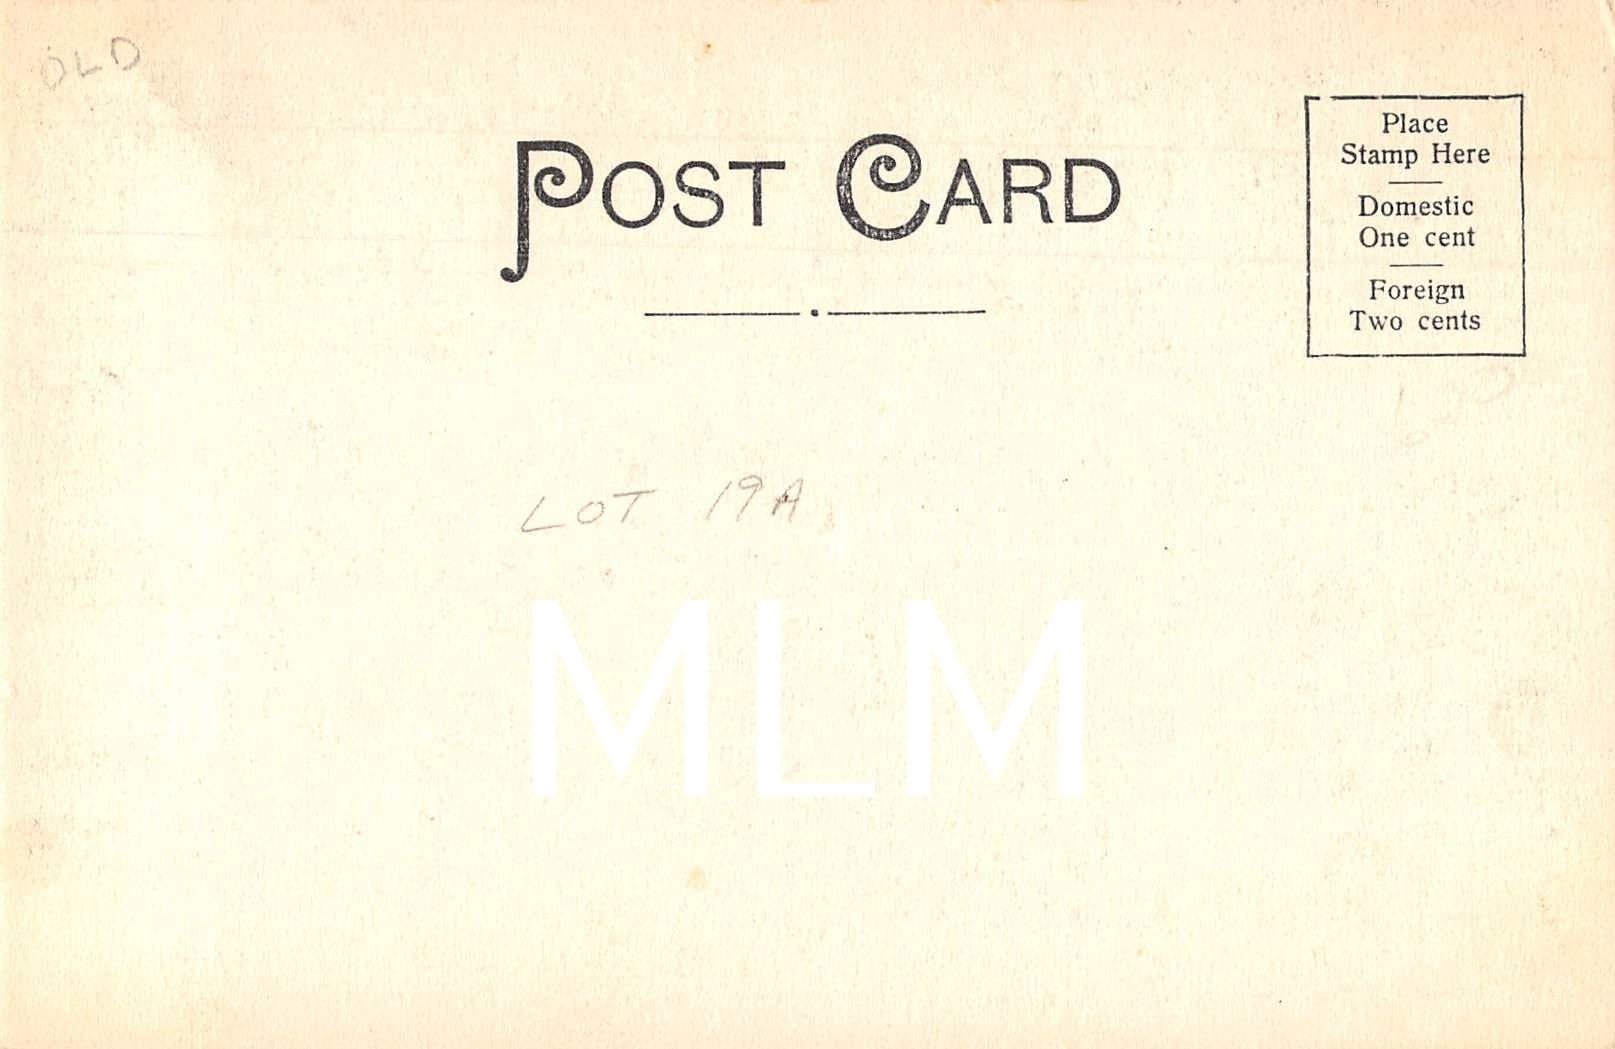 OLD
POST CARD
Place
Stamp Here
Domestic
One cent
Foreign
Two cents
LOT 19A
MLM